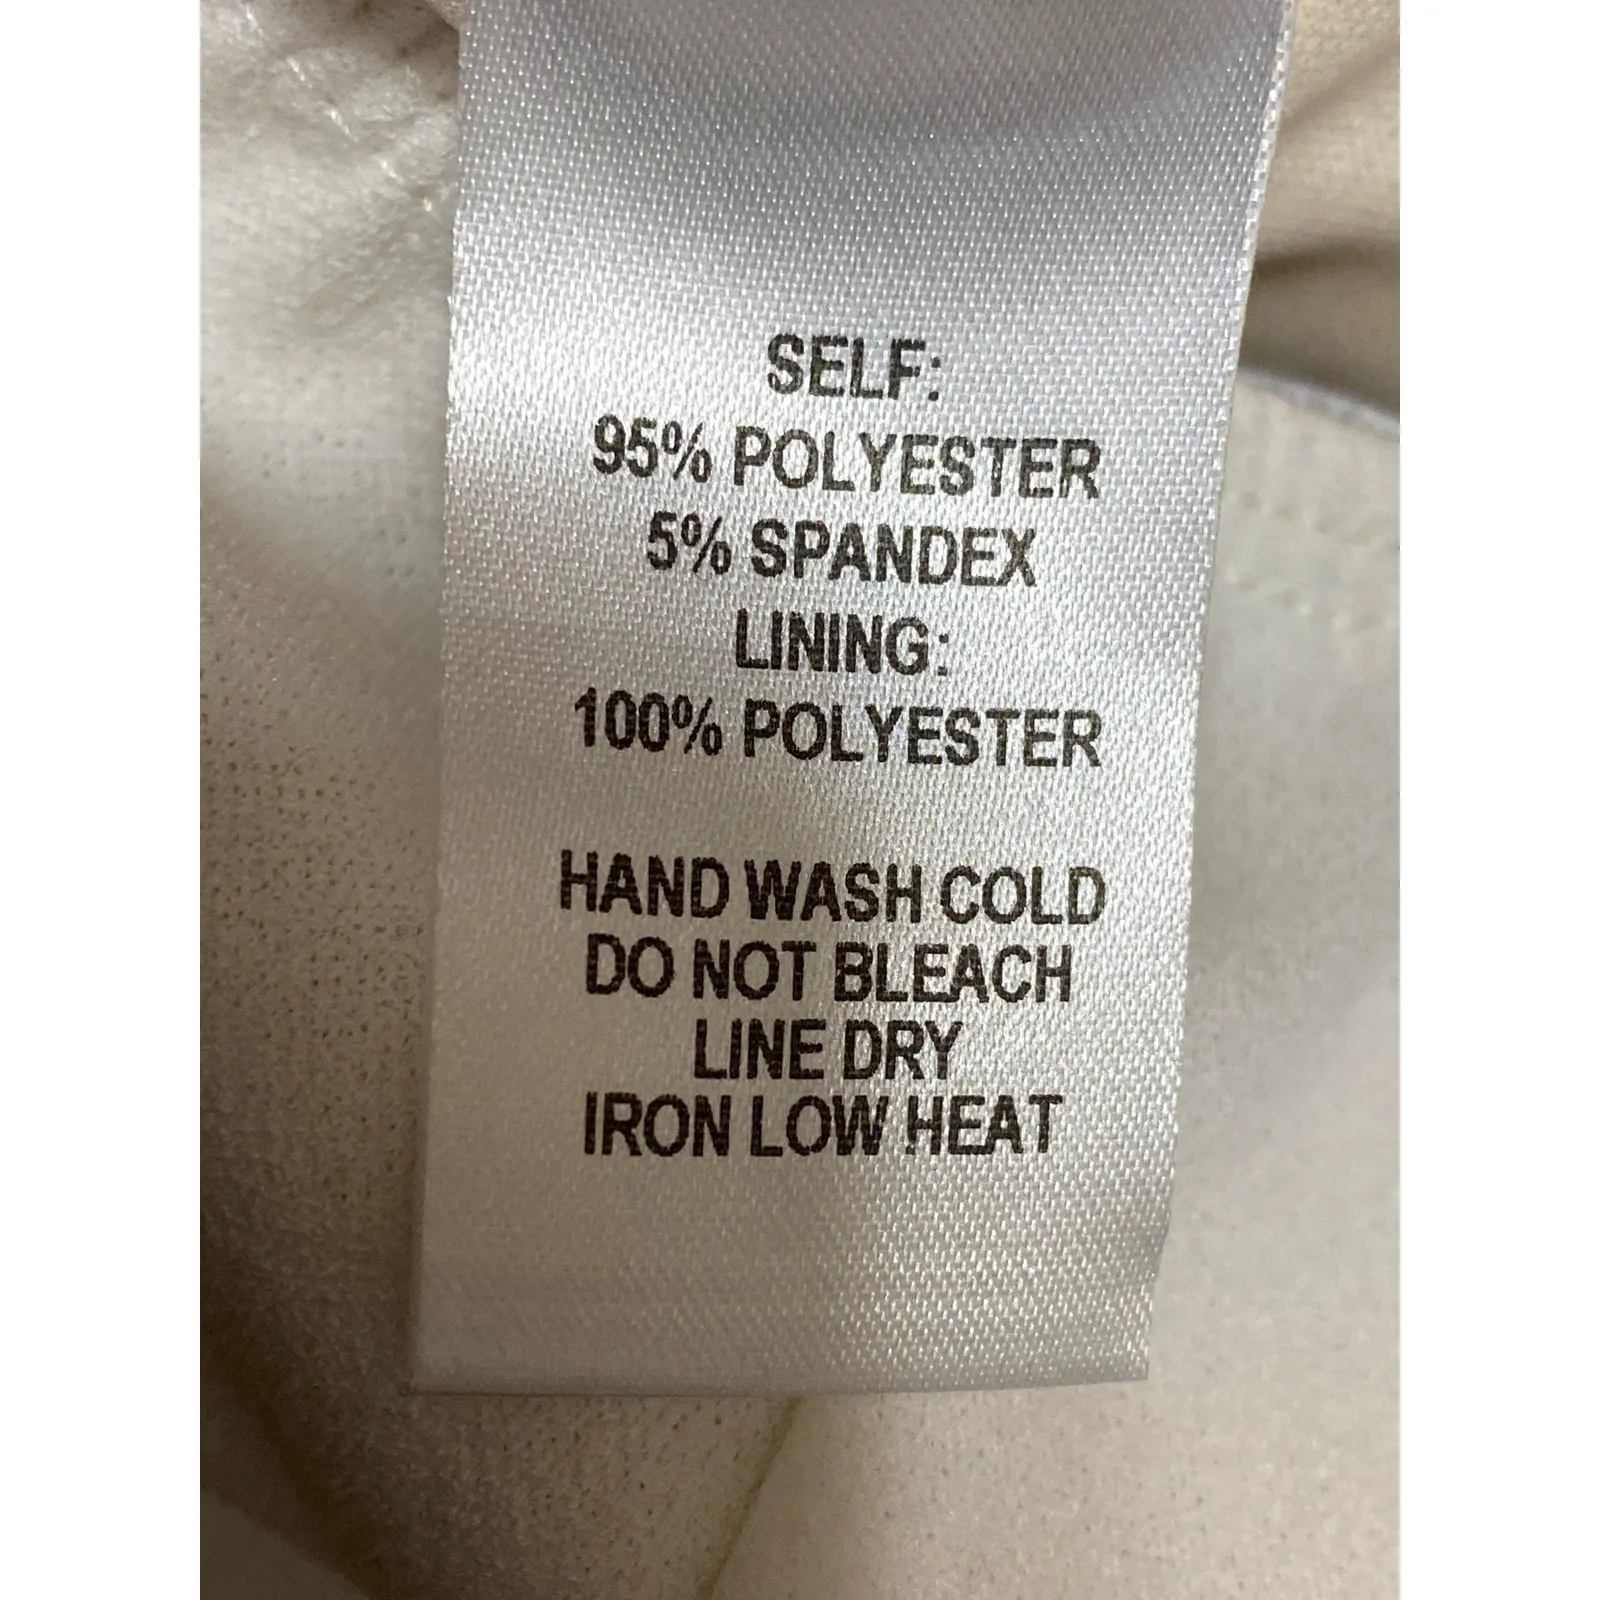 SELF:
95% POLYESTER
5% SPANDEX
LINING:
100% POLYESTER
HAND WASH COLD
DO NOT BLEACH
LINE DRY
IRON LOW HEAT